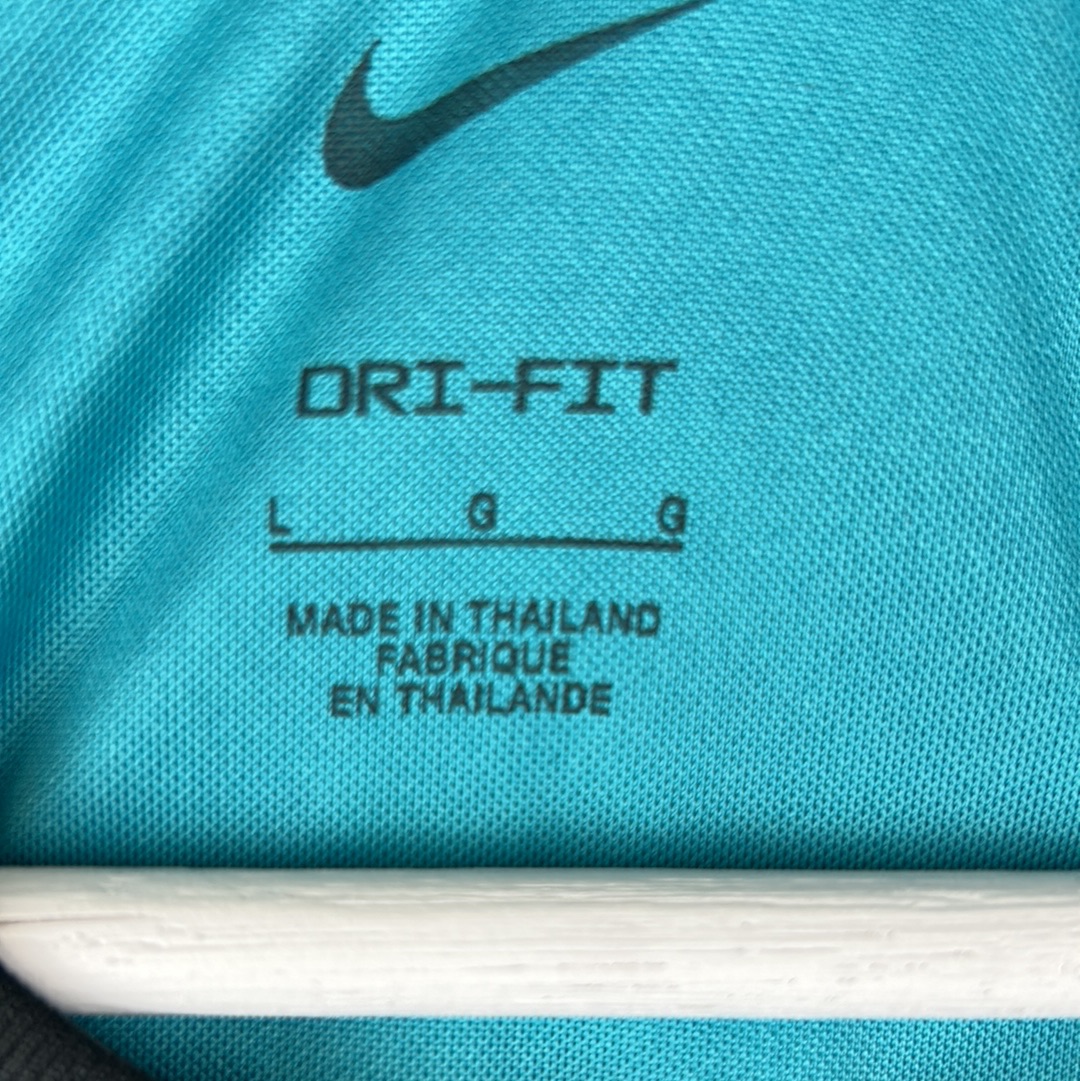 DRI-FIT
L G G
MADE IN THAILAND
FABRIQUE
EN THAILANDE